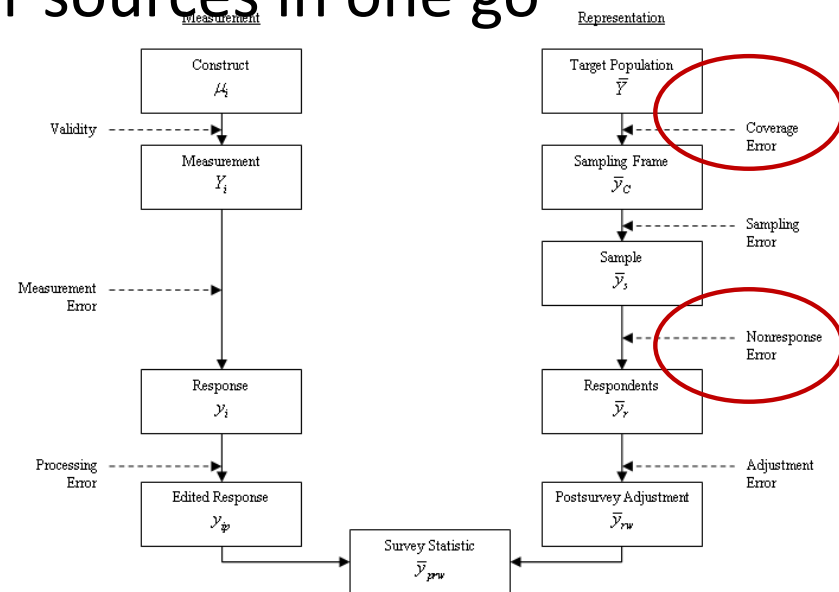 r sources in one go
Measurement
Construct
μi
Validity
Measurement
Yi
Measurement
Error
Response
yi
Processing
Error
Edited Response
yip
Representation
Target Population
Ȳ
Coverage
Error
Sampling Frame
ȳC
Sampling
Error
Sample
ȳs
Nonresponse
Error
Respondents
ȳr
Adjustment
Error
Postsurvey Adjustment
ȳrw
Survey Statistic
ȳprw